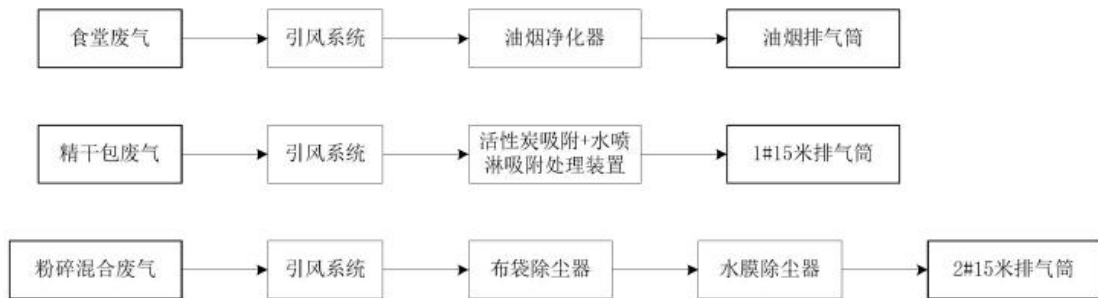 食堂废气
引风系统
油烟净化器
油烟排气筒
精干包废气
引风系统
活性炭吸附+水喷
淋吸附处理装置
1#15米排气筒
粉碎混合废气
引风系统
布袋除尘器
水膜除尘器
2#15米排气筒